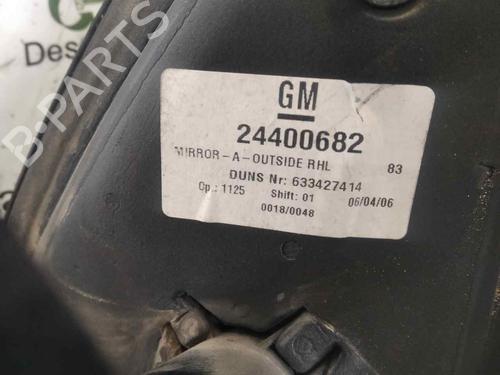 GM
24400682
MIRROR-A-OUTSIDE RHL 83
DUNS Nr: 633427414
Cp.: 1125 Shift: 01 06/04/06
0018/0048
B-PARTS
Des